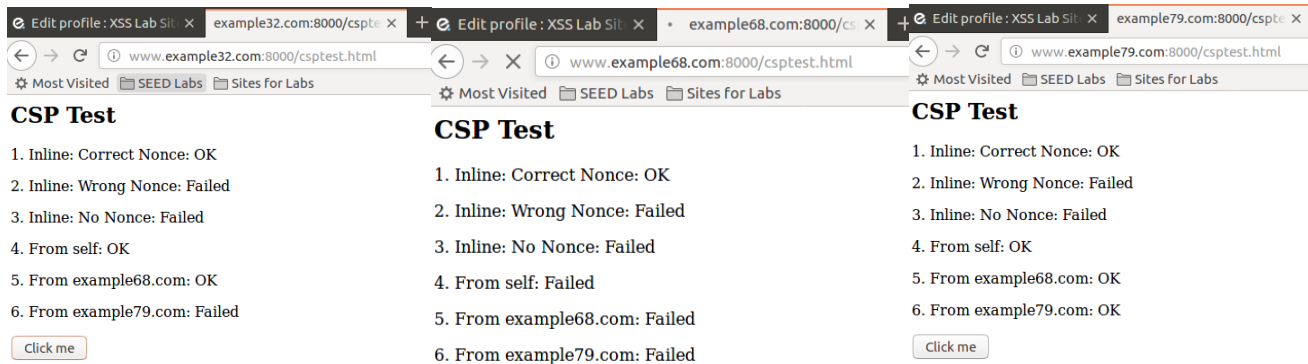 Edit profile : XSS Lab Sit
example32.com:8000/cspte
www.example32.com:8000/csptest.html
Most Visited SEED Labs Sites for Labs
CSP Test
1. Inline: Correct Nonce: OK
2. Inline: Wrong Nonce: Failed
3. Inline: No Nonce: Failed
4. From self: OK
5. From example68.com: OK
6. From example79.com: Failed
Click me
Edit profile : XSS Lab Sit
example68.com:8000/cs
www.example68.com:8000/csptest.html
Most Visited SEED Labs Sites for Labs
CSP Test
1. Inline: Correct Nonce: OK
2. Inline: Wrong Nonce: Failed
3. Inline: No Nonce: Failed
4. From self: Failed
5. From example68.com: Failed
6. From example79.com: Failed
Edit profile : XSS Lab Sit
example79.com:8000/cspte
www.example79.com:8000/csptest.html
Most Visited SEED Labs Sites for Labs
CSP Test
1. Inline: Correct Nonce: OK
2. Inline: Wrong Nonce: Failed
3. Inline: No Nonce: Failed
4. From self: OK
5. From example68.com: OK
6. From example79.com: OK
Click me